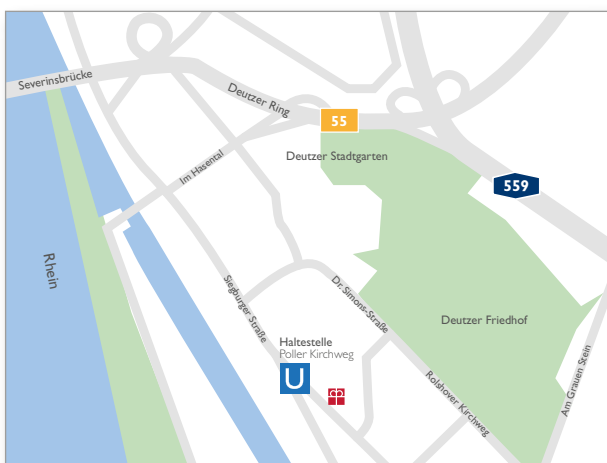 Severinsbrücke
Deutzer Ring
55
Deutzer Stadtgarten
Im Hasental
559
Rhein
Siegburger Straße
Dr. Simons-Straße
Deutzer Friedhof
Haltestelle
Poller Kirchweg
U
Rolshover Kirchweg
Am Grauen Stein